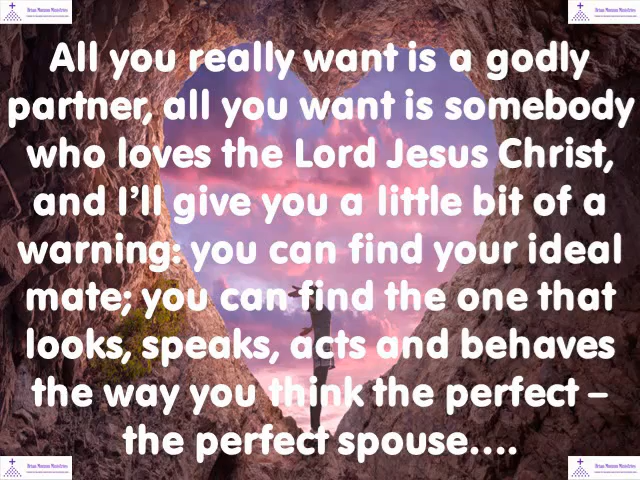 All you really want is a godly
partner, all you want is somebody
who loves the Lord Jesus Christ,
and I’ll give you a little bit of a
warning: you can find your ideal
mate; you can find the one that
looks, speaks, acts and behaves
the way you think the perfect –
the perfect spouse....